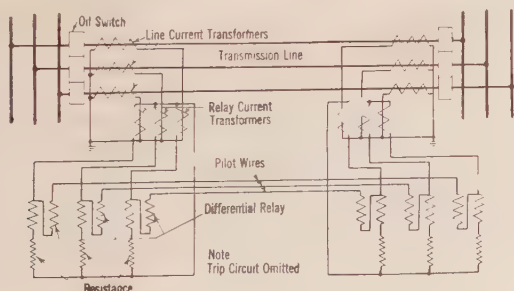 Oil Switch
Line Current Transformers
Transmission Line
Relay Current
Transformers
Pilot Wires
Differential Relay
Note
Trip Circuit Omitted
Resistance